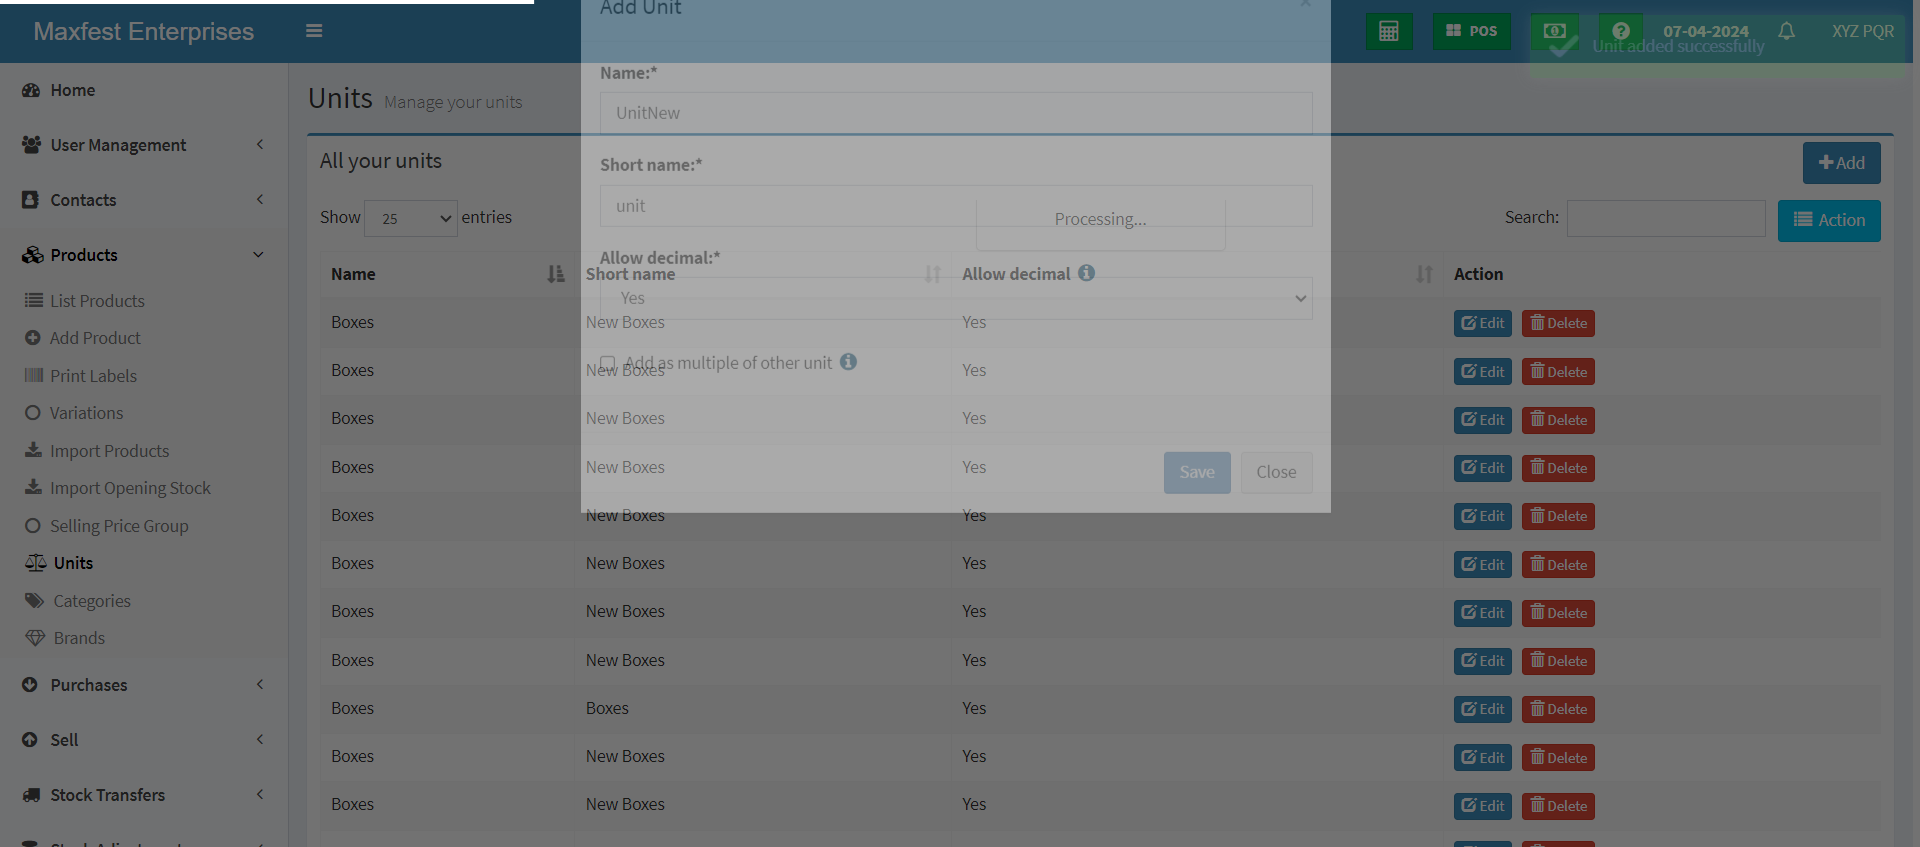 Maxfest Enterprises
POS
07-04-2024
XYZ PQR
Unit added successfully
Home
User Management
Contacts
Products
List Products
Add Product
Print Labels
Variations
Import Products
Import Opening Stock
Selling Price Group
Units
Categories
Brands
Purchases
Sell
Stock Transfers
Units Manage your units
All your units
Add
Show 25 entries
Search:
Action
Add Unit
×
Name:*
UnitNew
Short name:*
unit
Processing...
Allow decimal:*
Yes
Add as multiple of other unit
Save Close
Name Short name Allow decimal Action
Boxes New Boxes Yes Edit Delete
Boxes New Boxes Yes Edit Delete
Boxes New Boxes Yes Edit Delete
Boxes New Boxes Yes Edit Delete
Boxes New Boxes Yes Edit Delete
Boxes New Boxes Yes Edit Delete
Boxes New Boxes Yes Edit Delete
Boxes New Boxes Yes Edit Delete
Boxes Boxes Yes Edit Delete
Boxes New Boxes Yes Edit Delete
Boxes New Boxes Yes Edit Delete